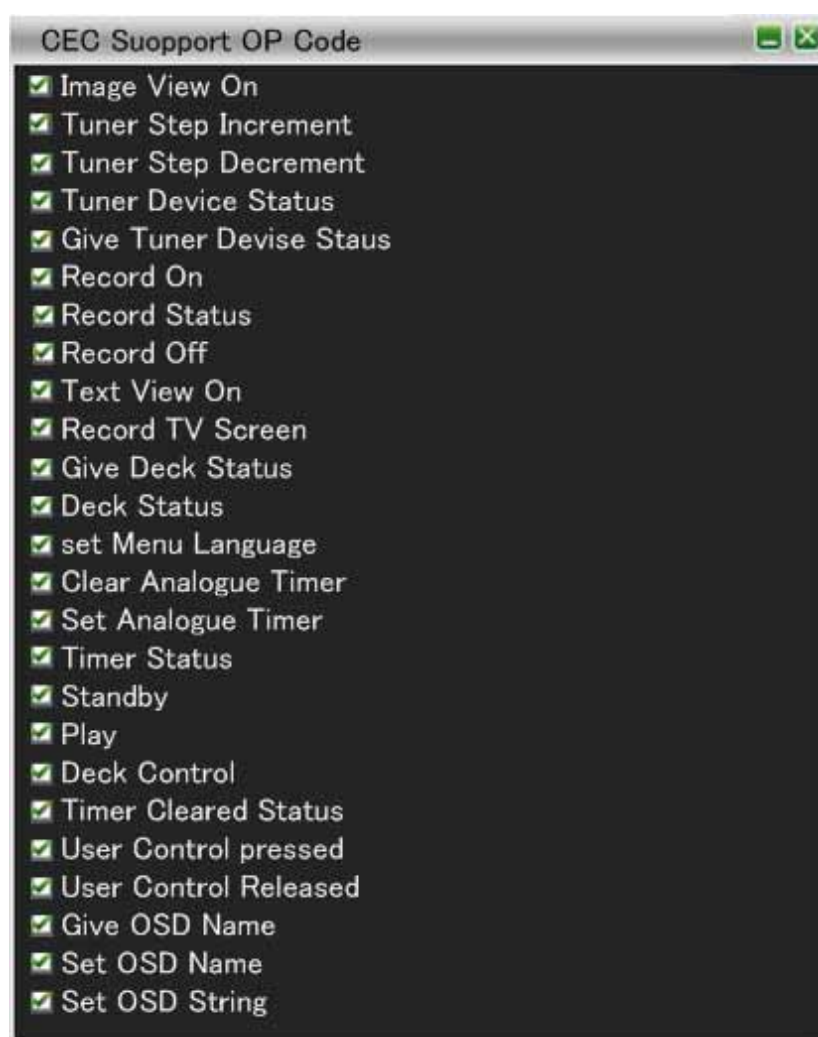 CEC Suopport OP Code
Image View On
Tuner Step Increment
Tuner Step Decrement
Tuner Device Status
Give Tuner Devise Staus
Record On
Record Status
Record Off
Text View On
Record TV Screen
Give Deck Status
Deck Status
set Menu Language
Clear Analogue Timer
Set Analogue Timer
Timer Status
Standby
Play
Deck Control
Timer Cleared Status
User Control pressed
User Control Released
Give OSD Name
Set OSD Name
Set OSD String